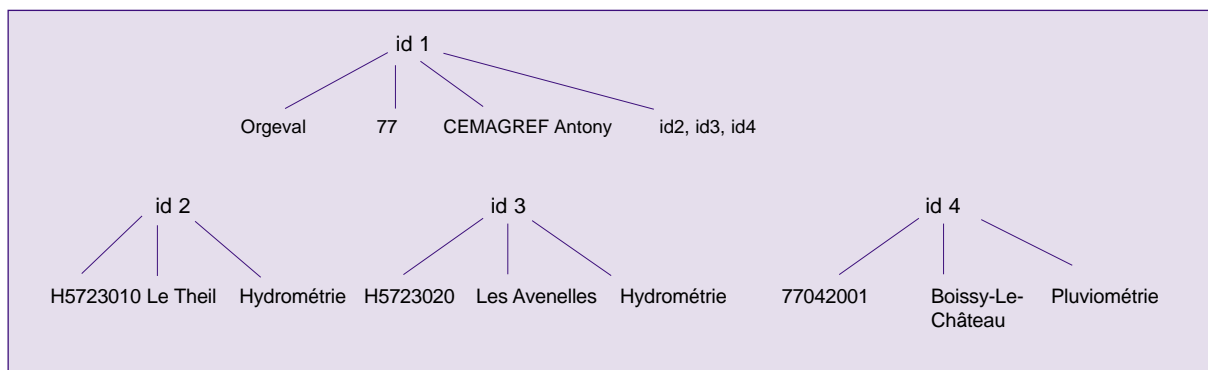 id 1
Orgeval 77 CEMAGREF Antony id2, id3, id4
id 2 id 3 id 4
H5723010 Le Theil Hydrométrie H5723020 Les Avenelles Hydrométrie 77042001 Boissy-Le- Pluviométrie
Château